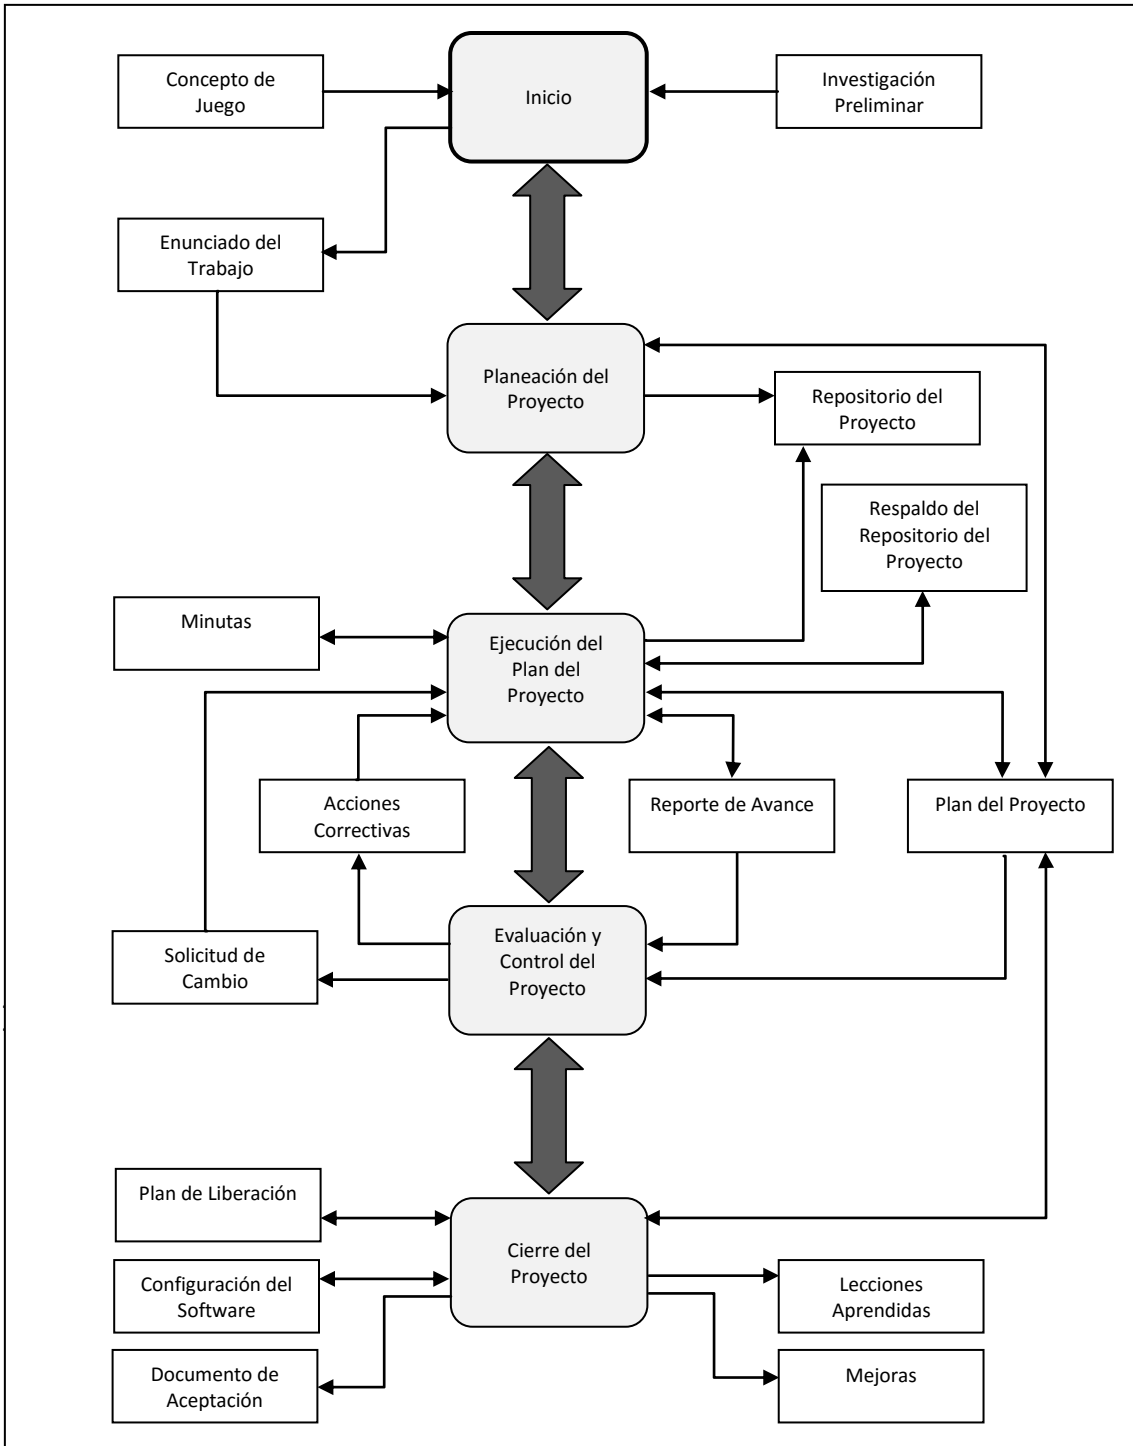 Concepto de
Juego
Inicio
Investigación
Preliminar
Enunciado del
Trabajo
Planeación del
Proyecto
Repositorio del
Proyecto
Respaldo del
Repositorio del
Proyecto
Minutas
Ejecución del
Plan del
Proyecto
Acciones
Correctivas
Reporte de Avance
Plan del Proyecto
Solicitud de
Cambio
Evaluación y
Control del
Proyecto
Plan de Liberación
Cierre del
Proyecto
Configuración del
Software
Lecciones
Aprendidas
Documento de
Aceptación
Mejoras